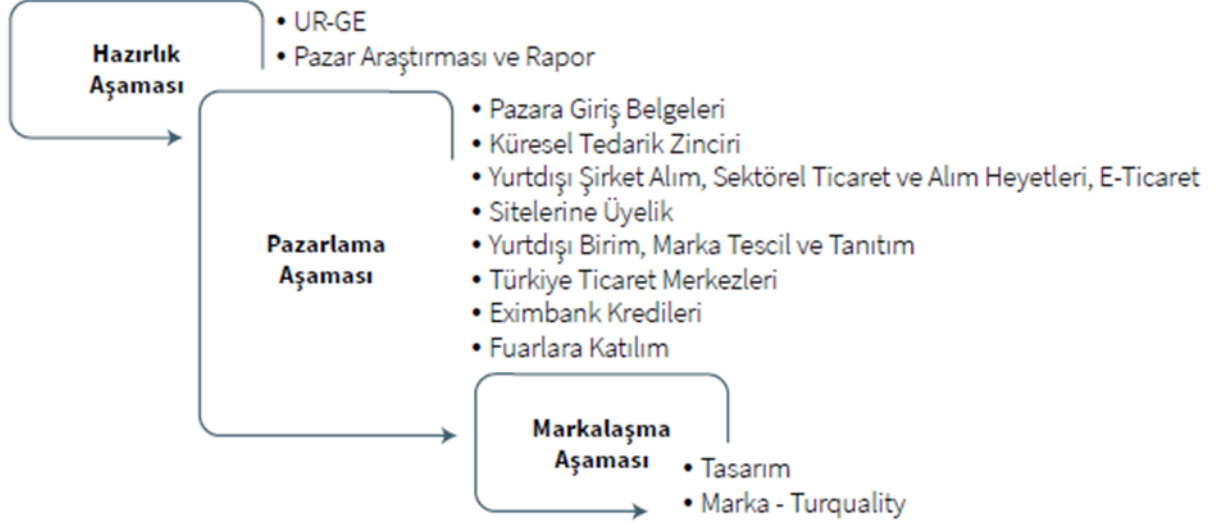 Hazırlık
Aşaması
• UR-GE
• Pazar Araştırması ve Rapor
Pazarlama
Aşaması
• Pazara Giriş Belgeleri
• Küresel Tedarik Zinciri
• Yurtdışı Şirket Alım, Sektörel Ticaret ve Alım Heyetleri, E-Ticaret
• Sitelerine Üyelik
• Yurtdışı Birim, Marka Tescil ve Tanıtım
• Türkiye Ticaret Merkezleri
• Eximbank Kredileri
• Fuarlara Katılım
Markalaşma
Aşaması
• Tasarım
• Marka - Turquality